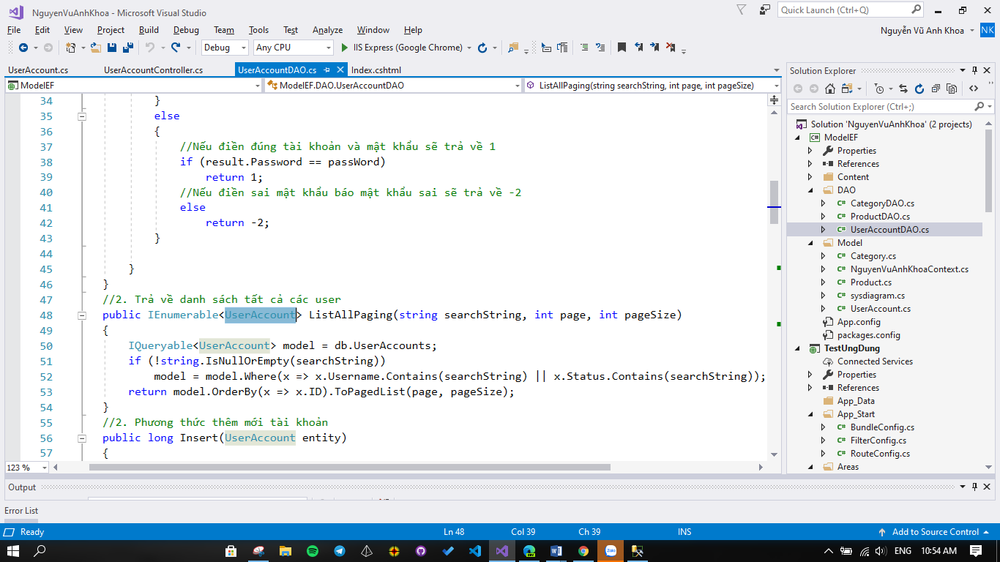 NguyenVuAnhKhoa - Microsoft Visual Studio
Quick Launch (Ctrl+Q)
File Edit View Project Build Debug Team Tools Test Analyze Window Help
Nguyễn Vũ Anh Khoa NK
Debug Any CPU IIS Express (Google Chrome)
UserAccount.cs UserAccountController.cs UserAccountDAO.cs Index.cshtml
ModelEF ModelEF.DAO.UserAccountDAO ListAllPaging(string searchString, int page, int pageSize)
34 }
35 else
36 {
37 //Nếu điền đúng tài khoản và mật khẩu sẽ trả về 1
38 if (result.Password == passWord)
39 return 1;
40 //Nếu điền sai mật khẩu báo mật khẩu sai sẽ trả về -2
41 else
42 return -2;
43 }
44
45 }
46 }
47 //2. Trả về danh sách tất cả các user
48 public IEnumerable<UserAccount> ListAllPaging(string searchString, int page, int pageSize)
49 {
50 IQueryable<UserAccount> model = db.UserAccounts;
51 if (!string.IsNullOrEmpty(searchString))
52 model = model.Where(x => x.Username.Contains(searchString) || x.Status.Contains(searchString));
53 return model.OrderBy(x => x.ID).ToPagedList(page, pageSize);
54 }
55 //2. Phương thức thêm mới tài khoản
56 public long Insert(UserAccount entity)
57 {
123 %
Solution Explorer
Search Solution Explorer (Ctrl+;)
Solution 'NguyenVuAnhKhoa' (2 projects)
ModelEF
Properties
References
Content
DAO
CategoryDAO.cs
ProductDAO.cs
UserAccountDAO.cs
Model
Category.cs
NguyenVuAnhKhoaContext.cs
Product.cs
sysdiagram.cs
UserAccount.cs
App.config
packages.config
TestUngDung
Connected Services
Properties
References
App_Data
App_Start
BundleConfig.cs
FilterConfig.cs
RouteConfig.cs
Areas
Output
Error List
Ready Ln 48 Col 39 Ch 39 INS Add to Source Control
DEV Zalo ENG 10:54 AM